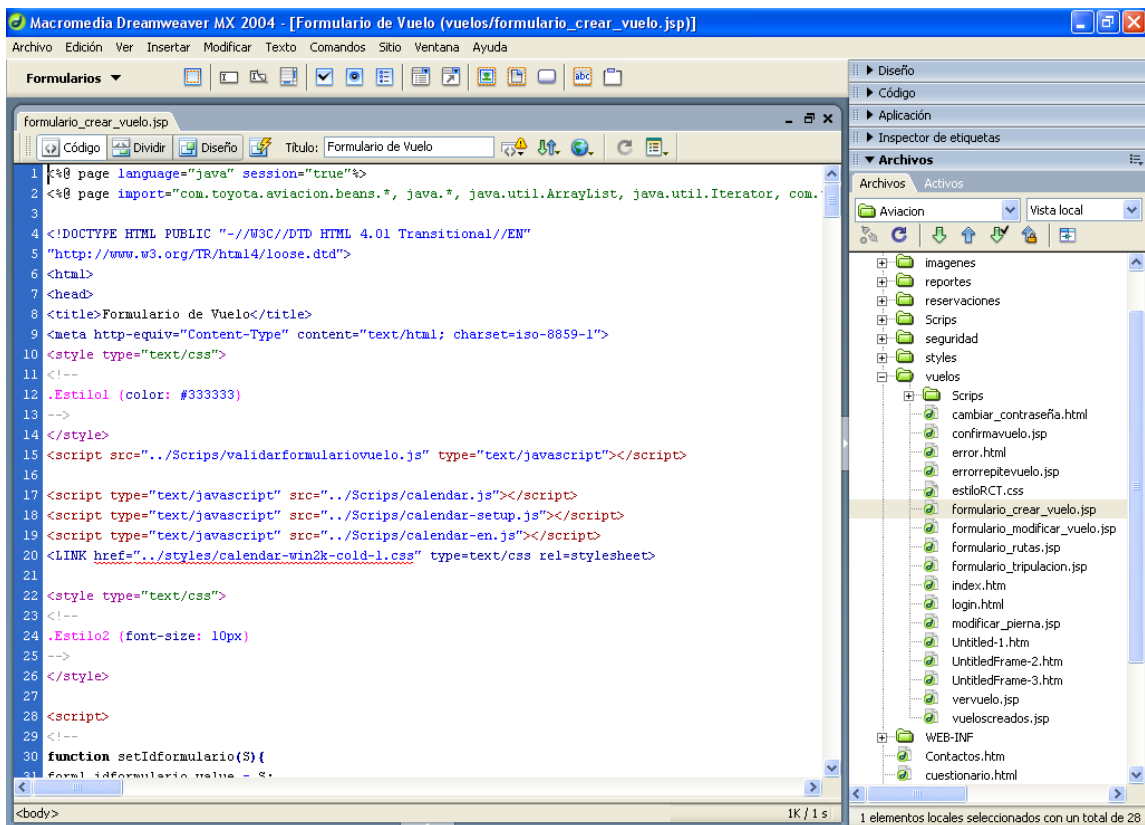 Macromedia Dreamweaver MX 2004 - [Formulario de Vuelo (vuelos/formulario_crear_vuelo.jsp)]
Archivo Edición Ver Insertar Modificar Texto Comandos Sitio Ventana Ayuda
Formularios
abc
formulario_crear_vuelo.jsp
Código Dividir Diseño Título: Formulario de Vuelo
1 <%@ page language="java" session="true"%>
2 <%@ page import="com.toyota.aviacion.beans.*, java.*, java.util.ArrayList, java.util.Iterator, com.
3
4 <!DOCTYPE HTML PUBLIC "-//W3C//DTD HTML 4.01 Transitional//EN"
5 "http://www.w3.org/TR/html4/loose.dtd">
6 <html>
7 <head>
8 <title>Formulario de Vuelo</title>
9 <meta http-equiv="Content-Type" content="text/html; charset=iso-8859-1">
10 <style type="text/css">
11 <!--
12 .Estilo1 {color: #333333}
13 -->
14 </style>
15 <script src="../Scrips/validarformulariovuelo.js" type="text/javascript"></script>
16
17 <script type="text/javascript" src="../Scrips/calendar.js"></script>
18 <script type="text/javascript" src="../Scrips/calendar-setup.js"></script>
19 <script type="text/javascript" src="../Scrips/calendar-en.js"></script>
20 <LINK href="../styles/calendar-win2k-cold-1.css" type=text/css rel=stylesheet>
21
22 <style type="text/css">
23 <!--
24 .Estilo2 {font-size: 10px}
25 -->
26 </style>
27
28 <script>
29 <!--
30 function setIdformulario(S){
31 form1.idformulario.value = S;
<body>
1K / 1 s
Diseño
Código
Aplicación
Inspector de etiquetas
Archivos
Archivos Activos
Aviacion Vista local
imagenes
reportes
reservaciones
Scrips
seguridad
styles
vuelos
Scrips
cambiar_contraseña.html
confirmavuelo.jsp
error.html
errorrepitevuelo.jsp
estiloRCT.css
formulario_crear_vuelo.jsp
formulario_modificar_vuelo.jsp
formulario_rutas.jsp
formulario_tripulacion.jsp
index.htm
login.html
modificar_pierna.jsp
Untitled-1.htm
UntitledFrame-2.htm
UntitledFrame-3.htm
vervuelo.jsp
vueloscreados.jsp
WEB-INF
Contactos.htm
cuestionario.html
1 elementos locales seleccionados con un total de 28